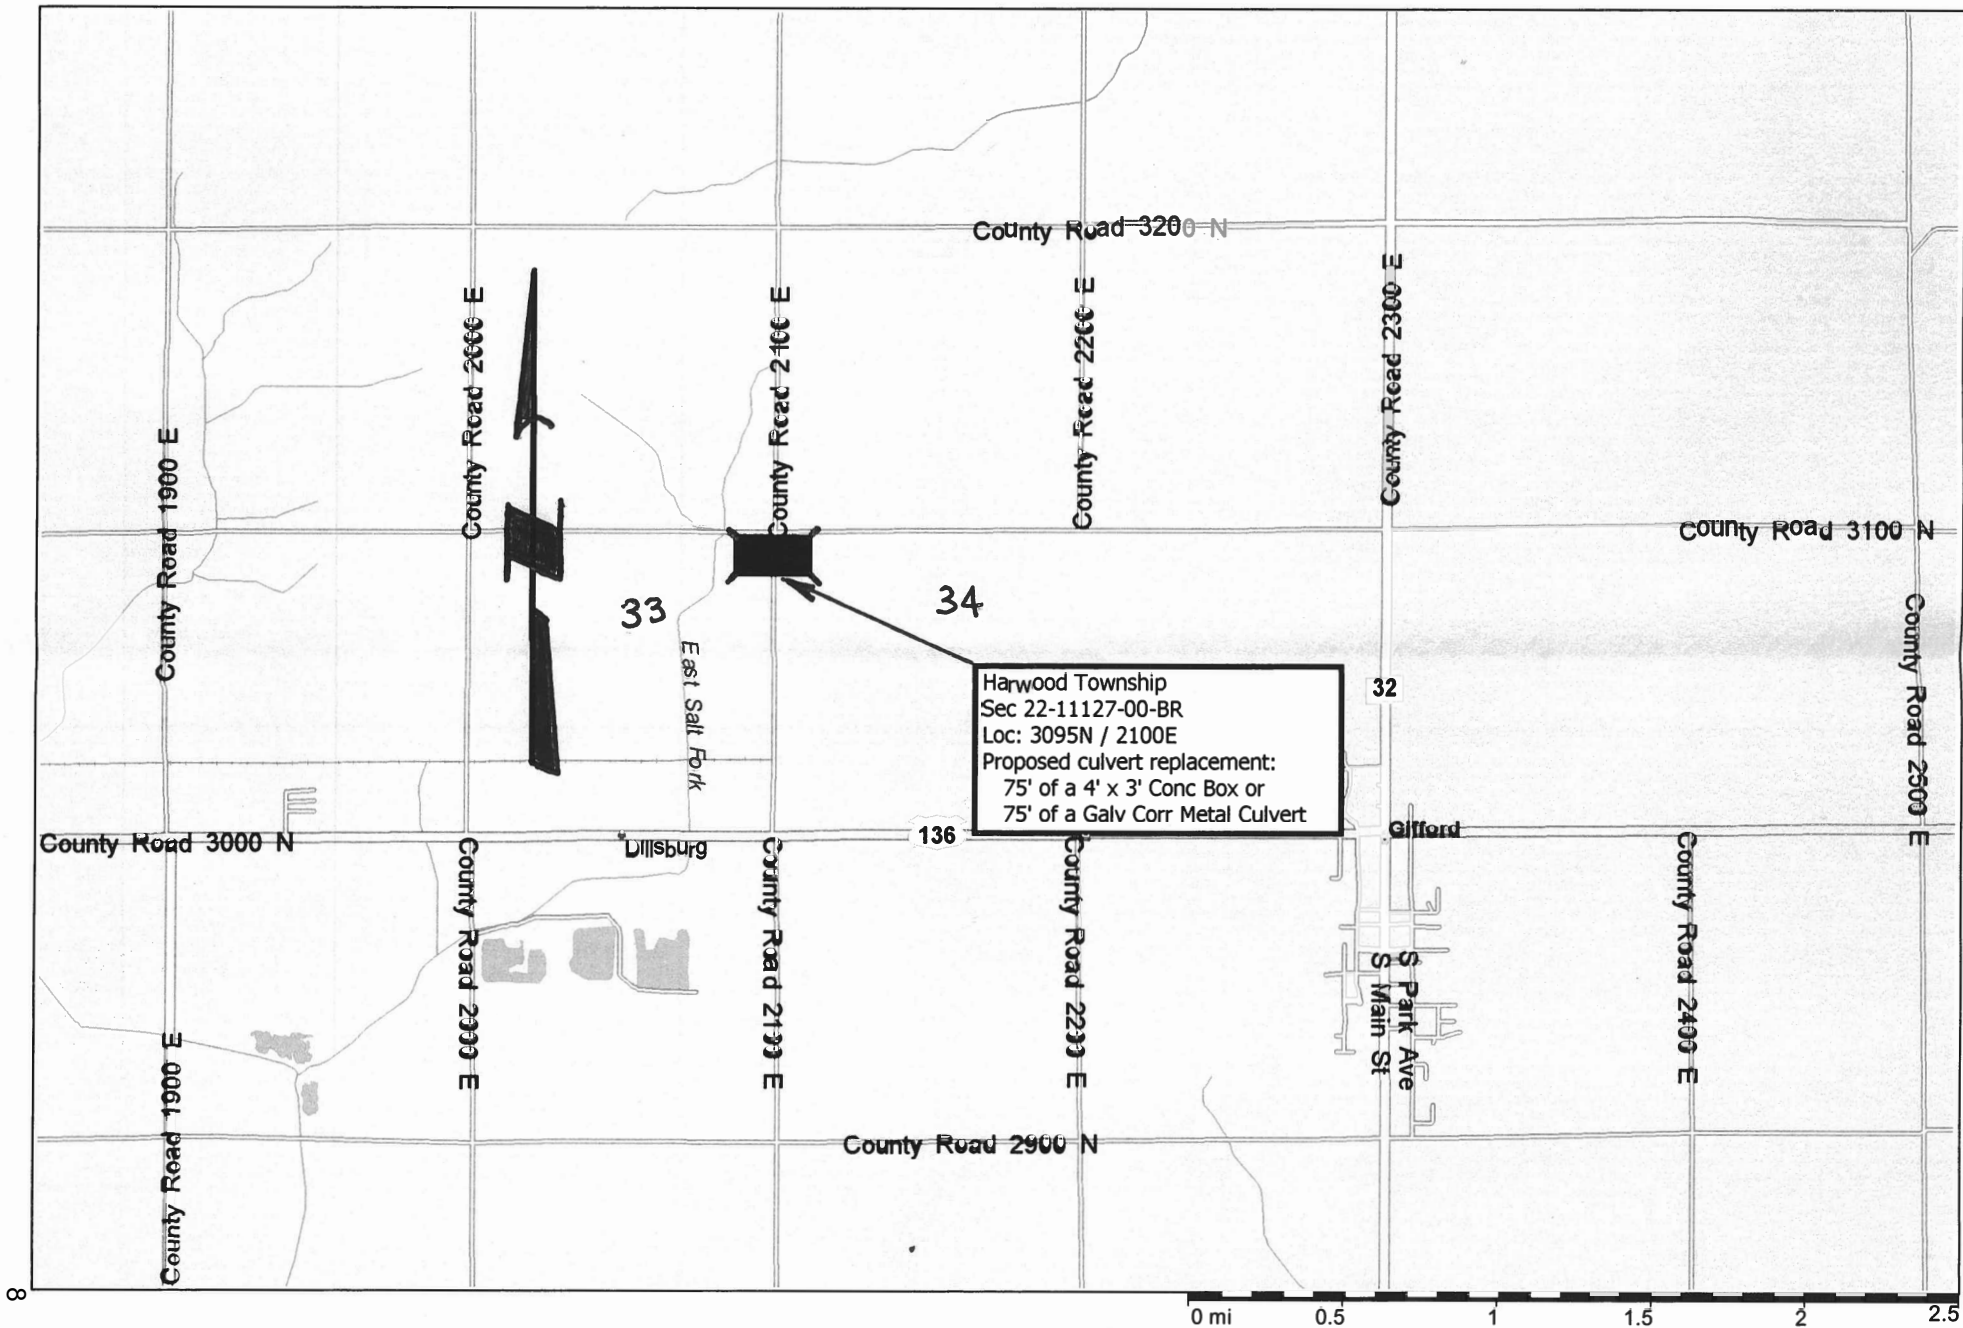 County Road 3200 N
County Road 2000 E
County Road 2100 E
County Road 2200 E
County Road 2300 E
County Road 1900 E
County Road 3100 N
33
34
East Salt Fork
County Road 2500 E
Harwood Township
Sec 22-11127-00-BR
Loc: 3095N / 2100E
Proposed culvert replacement:
75' of a 4' x 3' Conc Box or
75' of a Galv Corr Metal Culvert
32
County Road 3000 N
Dillsburg
136
Gifford
County Road 2000 E
County Road 2100 E
County Road 2200 E
S Main St
S Park Ave
County Road 2400 E
County Road 1900 E
County Road 2900 N
8
0 mi 0.5 1 1.5 2 2.5